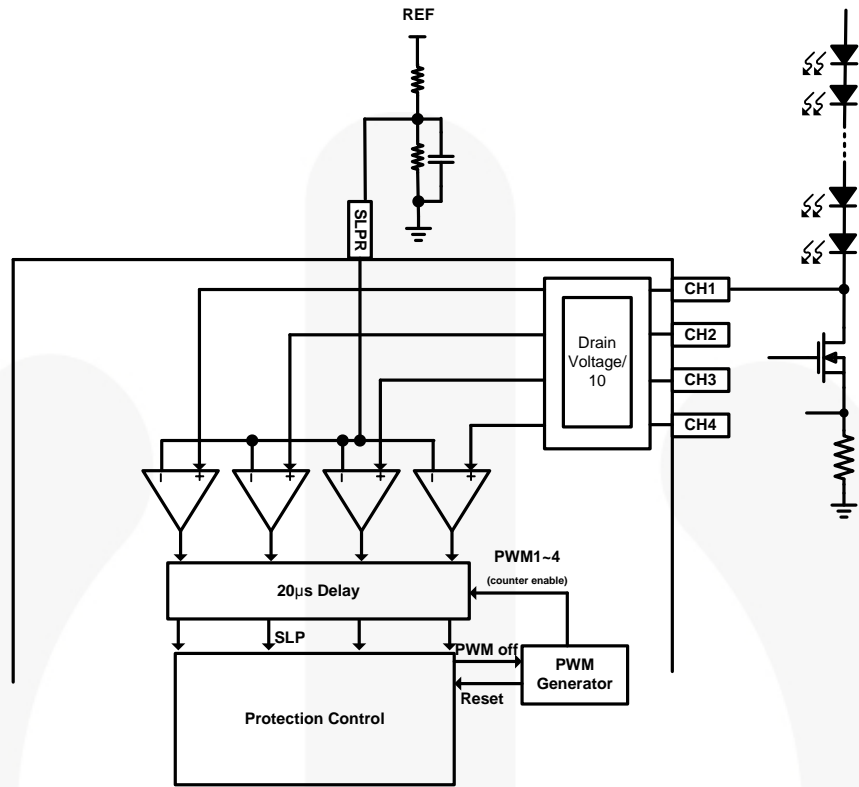 REF
SLPR
CH1
CH2
CH3
CH4
Drain
Voltage/
10
− +
− +
− +
− +
PWM1~4
(counter enable)
20µs Delay
SLP
PWM off
Reset
PWM
Generator
Protection Control